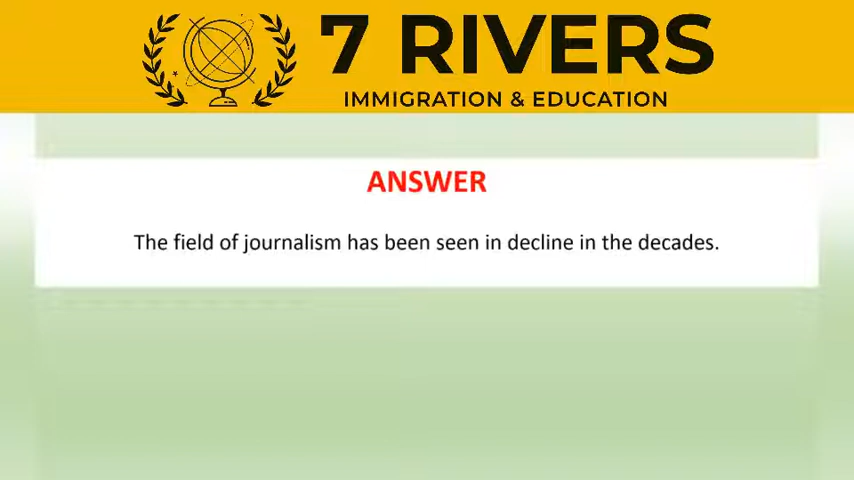 7 RIVERS
IMMIGRATION & EDUCATION
ANSWER
The field of journalism has been seen in decline in the decades.